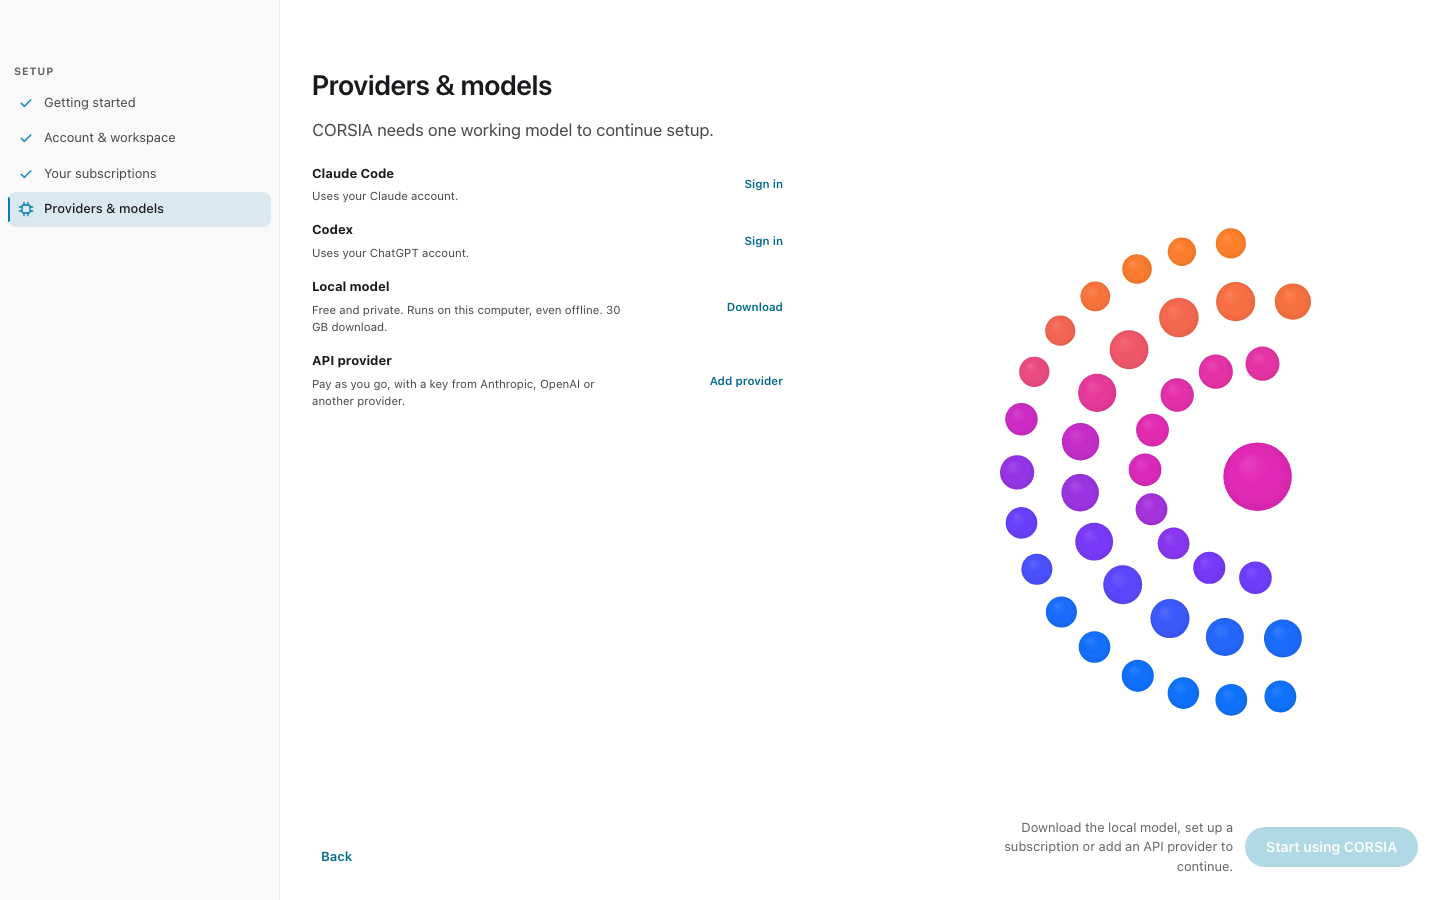 SETUP
Getting started
Account & workspace
Your subscriptions
Providers & models
Providers & models
CORSIA needs one working model to continue setup.
Claude Code
Uses your Claude account.
Sign in
Codex
Uses your ChatGPT account.
Sign in
Local model
Free and private. Runs on this computer, even offline. 30
GB download.
Download
API provider
Pay as you go, with a key from Anthropic, OpenAI or
another provider.
Add provider
Back
Download the local model, set up a
subscription or add an API provider to
continue.
Start using CORSIA